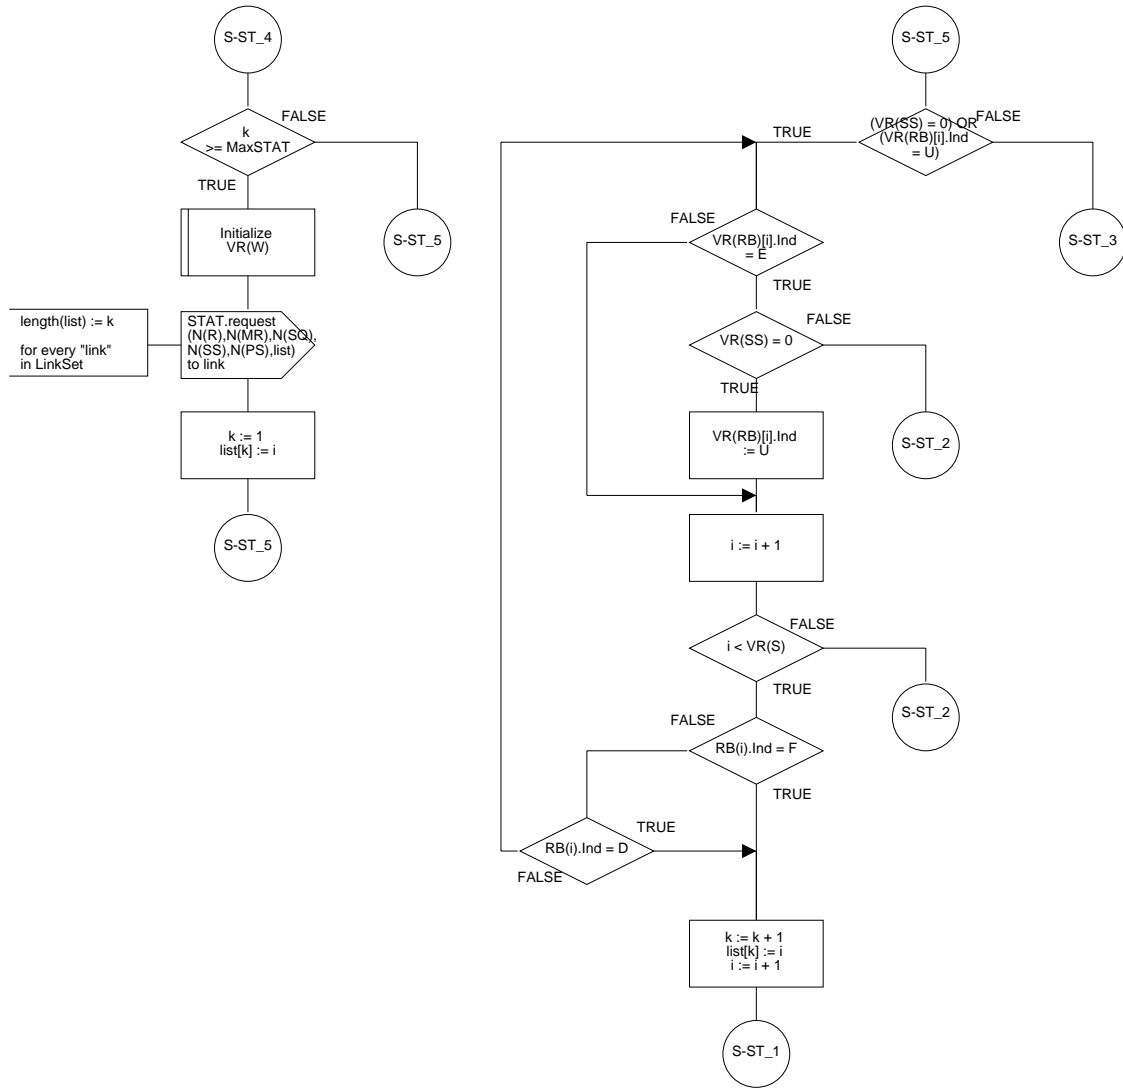 S-ST_4
FALSE
k
>= MaxSTAT
TRUE
Initialize
VR(W)
S-ST_5
length(list) := k
for every "link"
in LinkSet
STAT.request
(N(R),N(MR),N(SQ),
N(SS),N(PS),list)
to link
k := 1
list[k] := i
S-ST_5
S-ST_5
(VR(SS) = 0) OR
(VR(RB)[i].Ind
= U)
FALSE
TRUE
S-ST_3
FALSE
VR(RB)[i].Ind
= E
TRUE
VR(SS) = 0
FALSE
TRUE
S-ST_2
VR(RB)[i].Ind
:= U
i := i + 1
FALSE
i < VR(S)
TRUE
S-ST_2
FALSE
RB(i).Ind = F
TRUE
TRUE
RB(i).Ind = D
FALSE
k := k + 1
list[k] := i
i := i + 1
S-ST_1